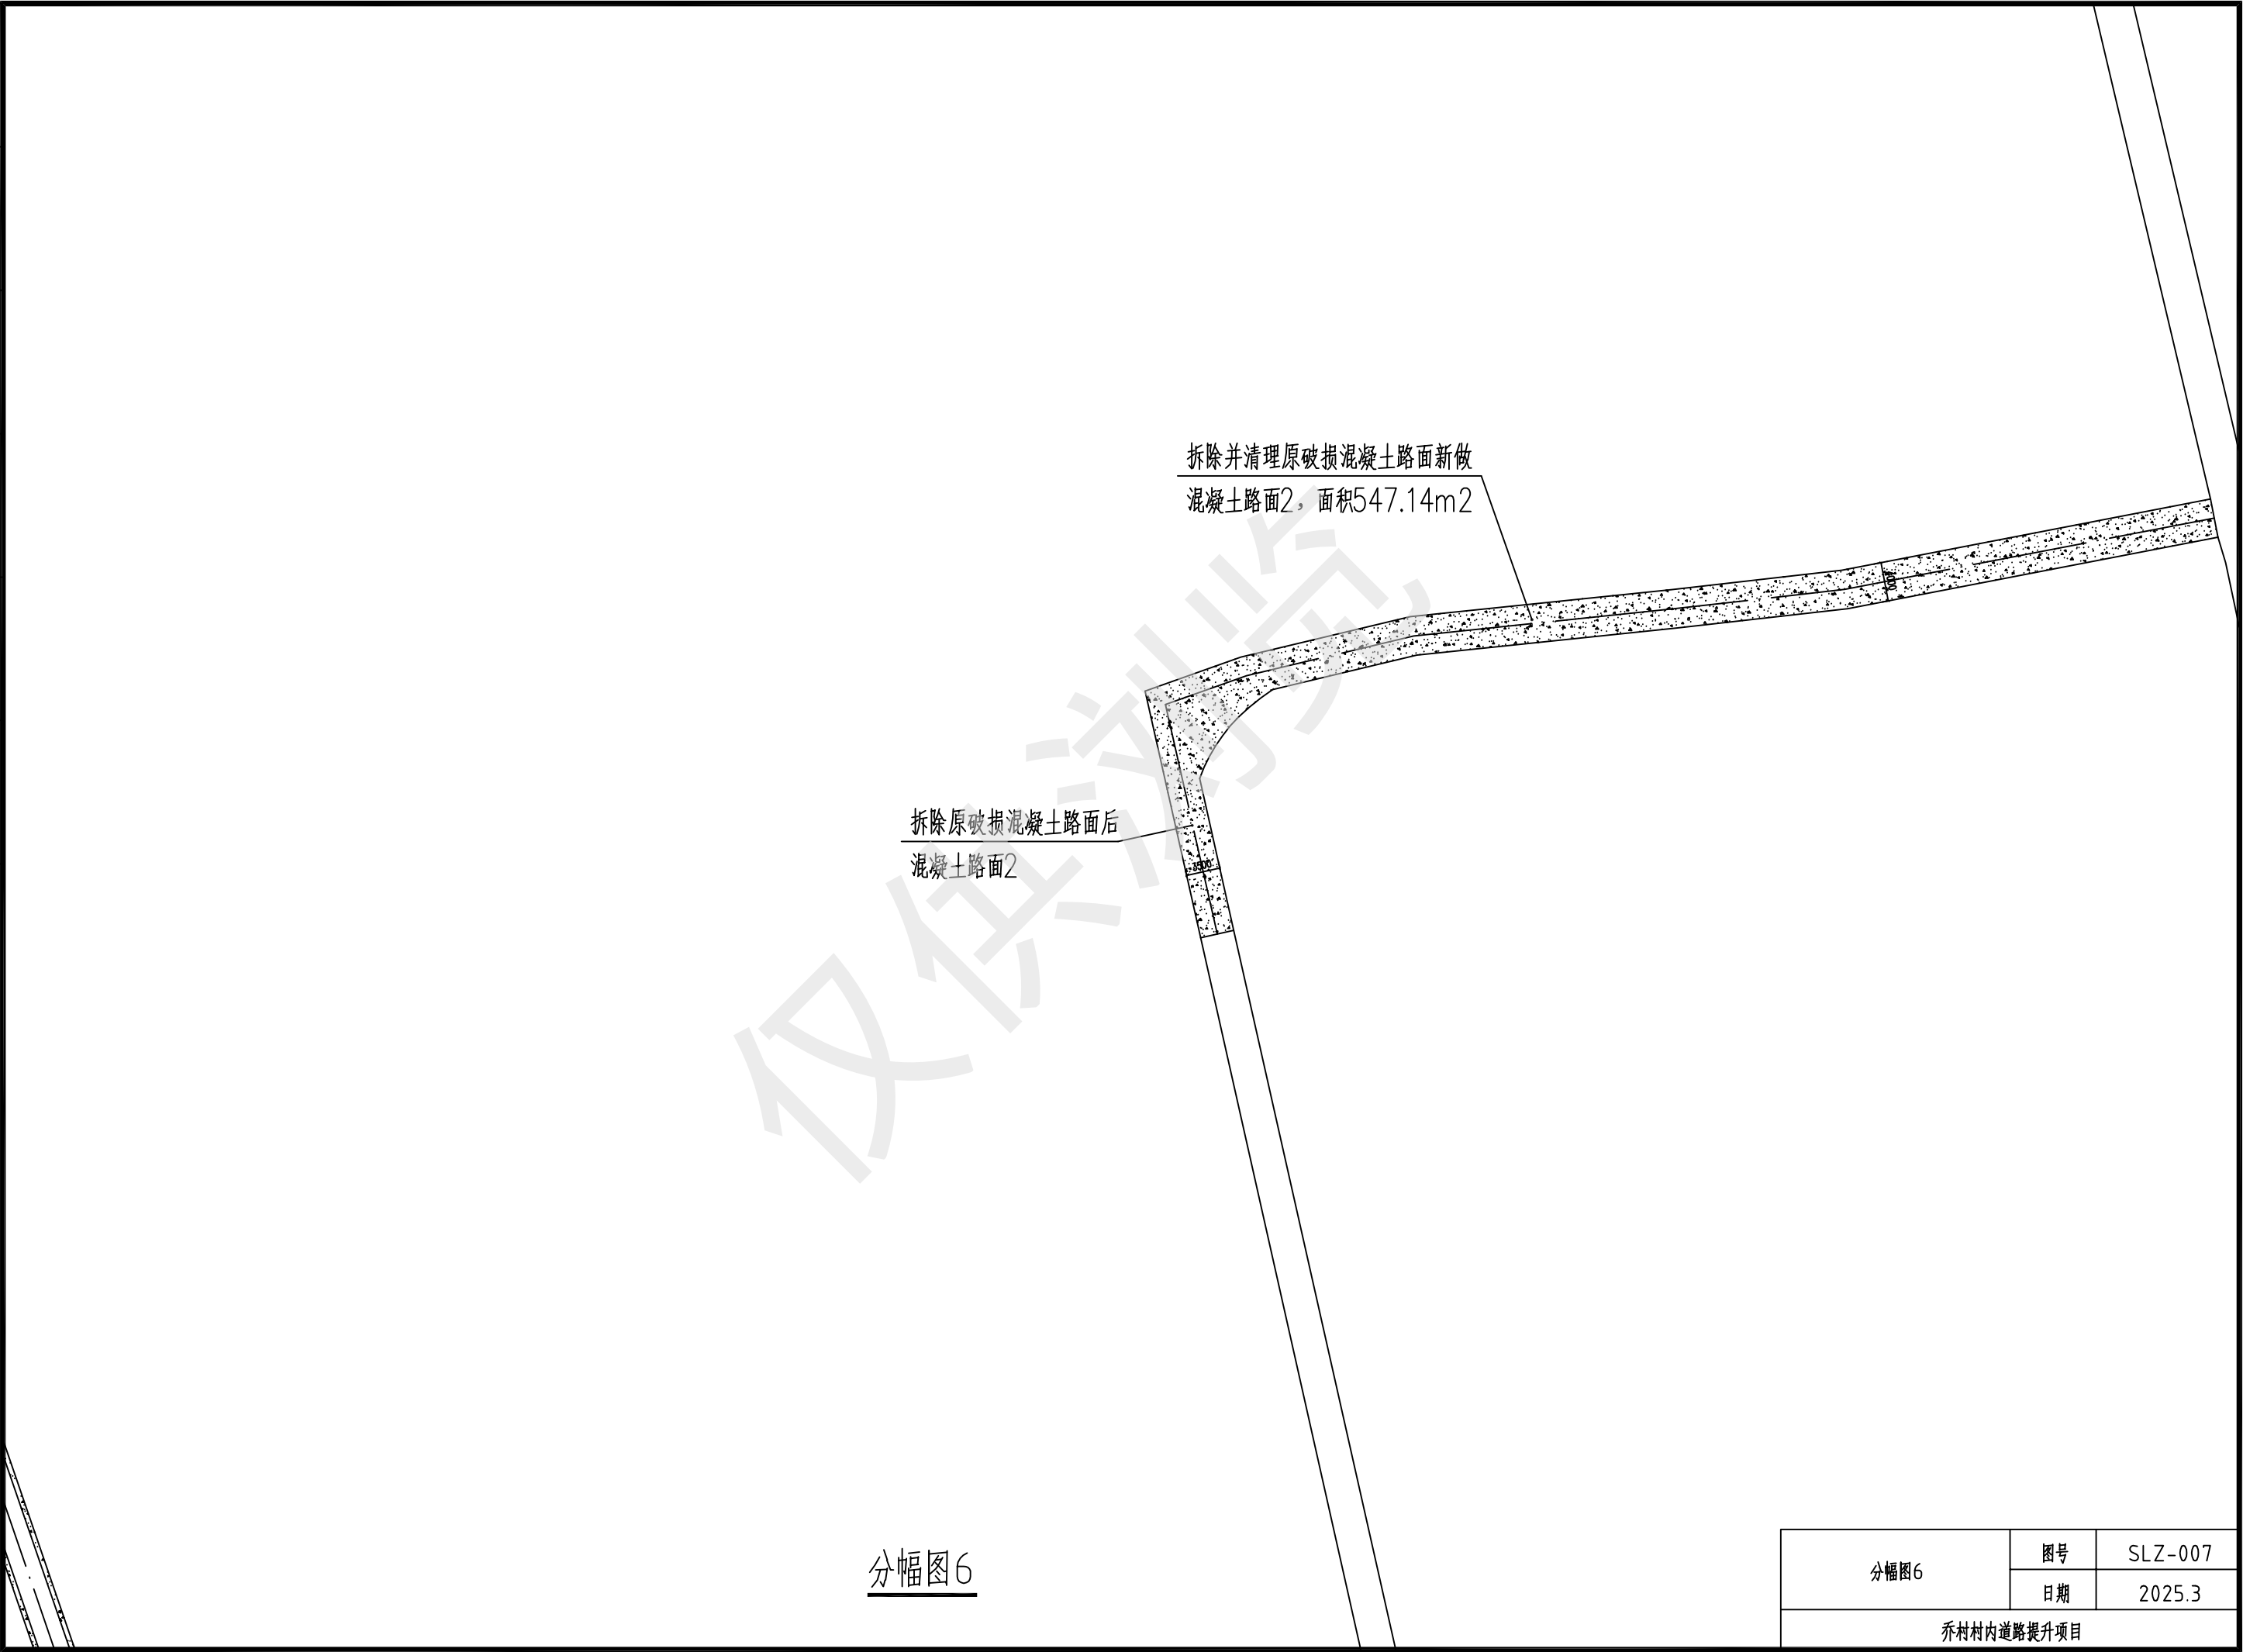 拆除并清理原破损混凝土路面新做
混凝土路面2，面积547.14m2
4000
拆除原破损混凝土路面后
混凝土路面2
3500
仅供浏览
分幅图6
分幅图6
图号
SLZ-007
日期
2025.3
乔村村内道路提升项目